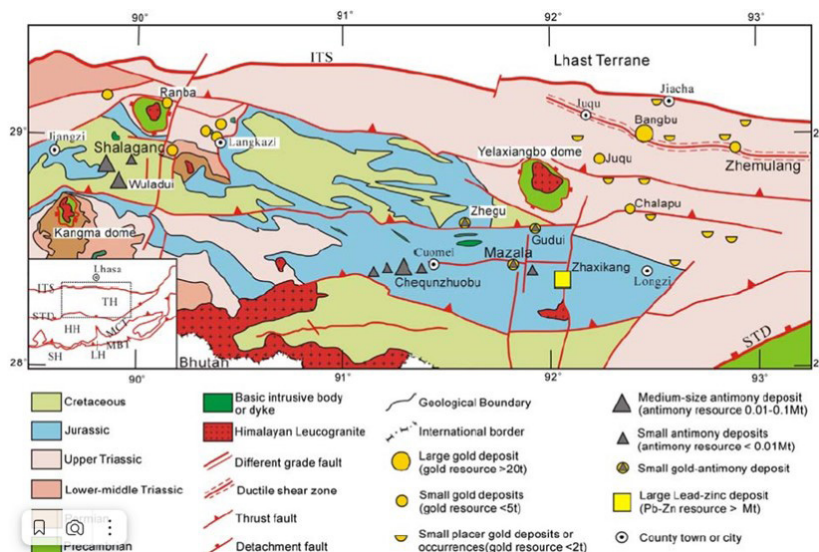 90° 91° 92° 93°
ITS
Lhast Terrane
Ranba
Juqu
Jiacha
29°
Bangbu
Jiangzi
Shalagang
Langkazi
Yelaxiangbo dome
Juqu
Zhemulang
Wuladui
Chalapu
Zhegu
Kangma dome
Gudui
Cuomei
Mazala
Zhaxikang
Longzi
Chequnzhuobu
Lhasa
ITS
TH
STD
HH
MCT
MBT
SH
LH
STD
28°
Bhutan
90° 91° 92° 93°
Cretaceous
Jurassic
Upper Triassic
Lower-middle Triassic
Permian
Precambrian
Basic intrusive body
or dyke
Himalayan Leucogranite
Different grade fault
Ductile shear zone
Thrust fault
Detachment fault
Geological Boundary
International border
Large gold deposit
(gold resource >20t)
Small gold deposits
(gold resource <5t)
Small placer gold deposits or
occurrences(gold resource <2t)
Medium-size antimony deposit
(antimony resource 0.01-0.1Mt)
Small antimony deposits
(antimony resource < 0.01Mt)
Small gold-antimony deposit
Large Lead-zinc deposit
(Pb-Zn resource > Mt)
County town or city